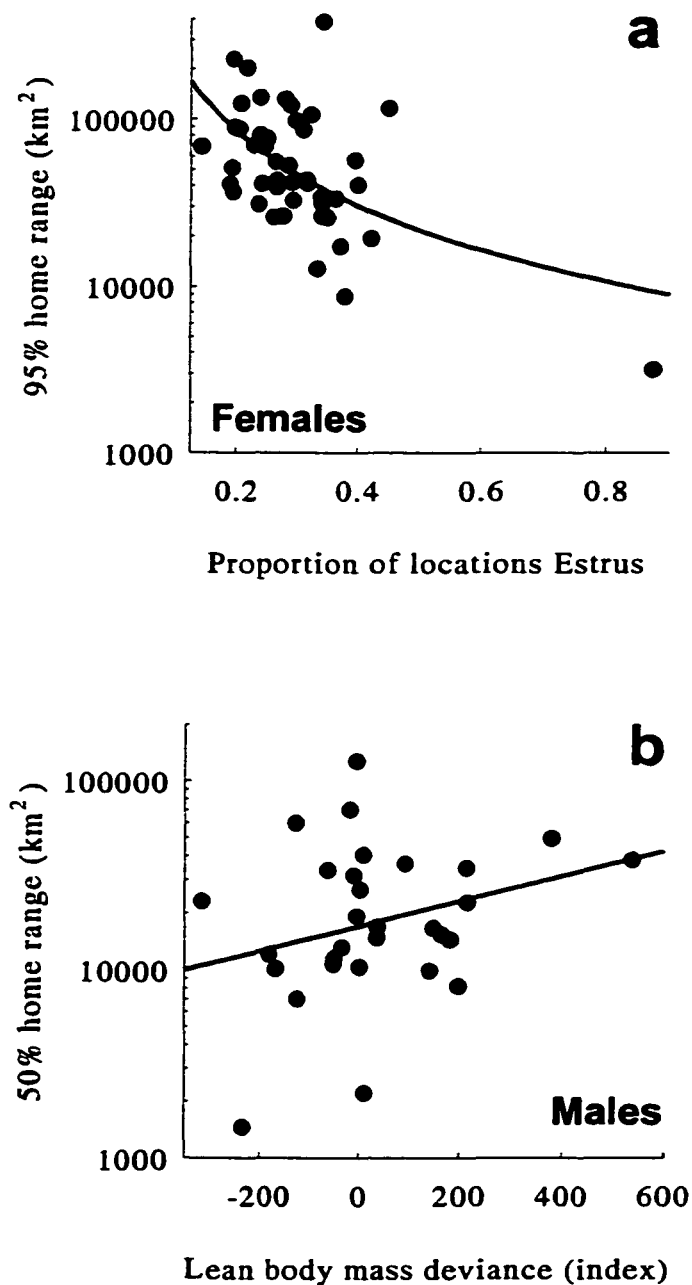 a
95% home range (km²)
100000
10000
1000
Females
0.2 0.4 0.6 0.8
Proportion of locations Estrus
b
50% home range (km²)
100000
10000
1000
Males
-200 0 200 400 600
Lean body mass deviance (index)